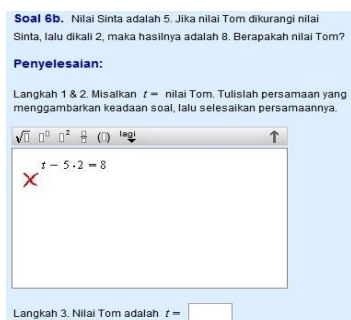 Soal 6b. Nilai Sinta adalah 5. Jika nilai Tom dikurangi nilai
Sinta, lalu dikali 2, maka hasilnya adalah 8. Berapakah nilai Tom?
Penyelesaian:
Langkah 1 & 2. Misalkan t = nilai Tom. Tulislah persamaan yang
menggambarkan keadaan soal, lalu selesaikan persamaannya.
lagi
t − 5·2 = 8
Langkah 3. Nilai Tom adalah t =